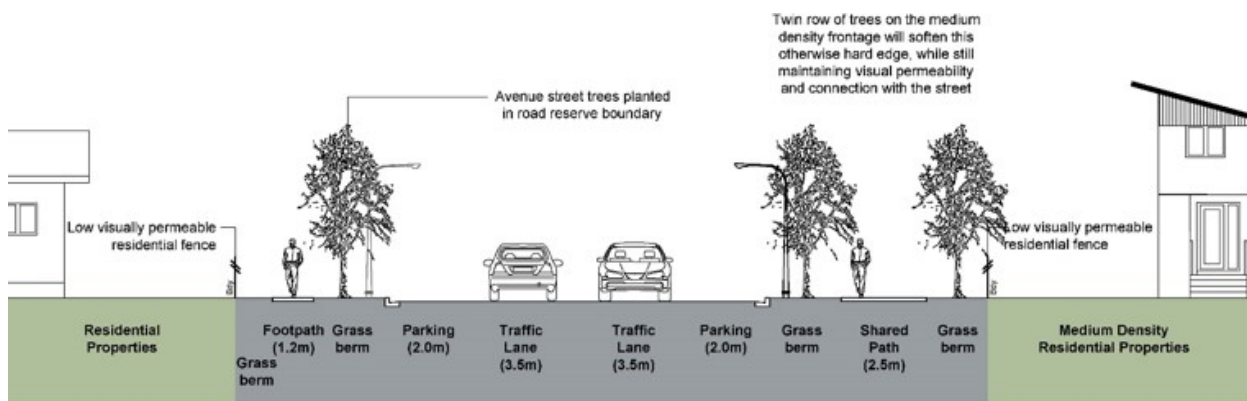 Twin row of trees on the medium
density frontage will soften this
otherwise hard edge, while still
maintaining visual permeability
and connection with the street
Avenue street trees planted
in road reserve boundary
Low visually permeable
residential fence
Low visually permeable
residential fence
Bdy
Bdy
Residential
Properties
Grass
berm
Footpath
(1.2m)
Grass
berm
Parking
(2.0m)
Traffic
Lane
(3.5m)
Traffic
Lane
(3.5m)
Parking
(2.0m)
Grass
berm
Shared
Path
(2.5m)
Grass
berm
Medium Density
Residential Properties